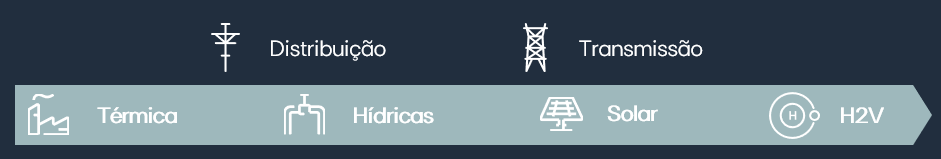 Distribuição
Transmissão
Térmica
Hídricas
Solar
H
H2V